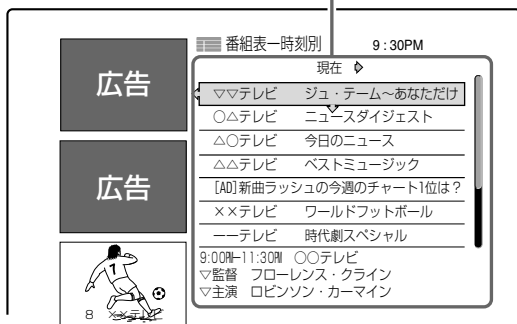 番組表ー時刻別 9:30PM
広告
広告
現在
▽▽テレビ ジュ・テーム〜あなただけ
○△テレビ ニュースダイジェスト
△○テレビ 今日のニュース
△△テレビ ベストミュージック
[AD]新曲ラッシュの今週のチャート1位は?
××テレビ ワールドフットボール
ーーテレビ 時代劇スペシャル
9:00PM–11:30PM ○○テレビ
▽監督 フローレンス・クライン
▽主演 ロビンソン・カーマイン
7
8 ××テレビ